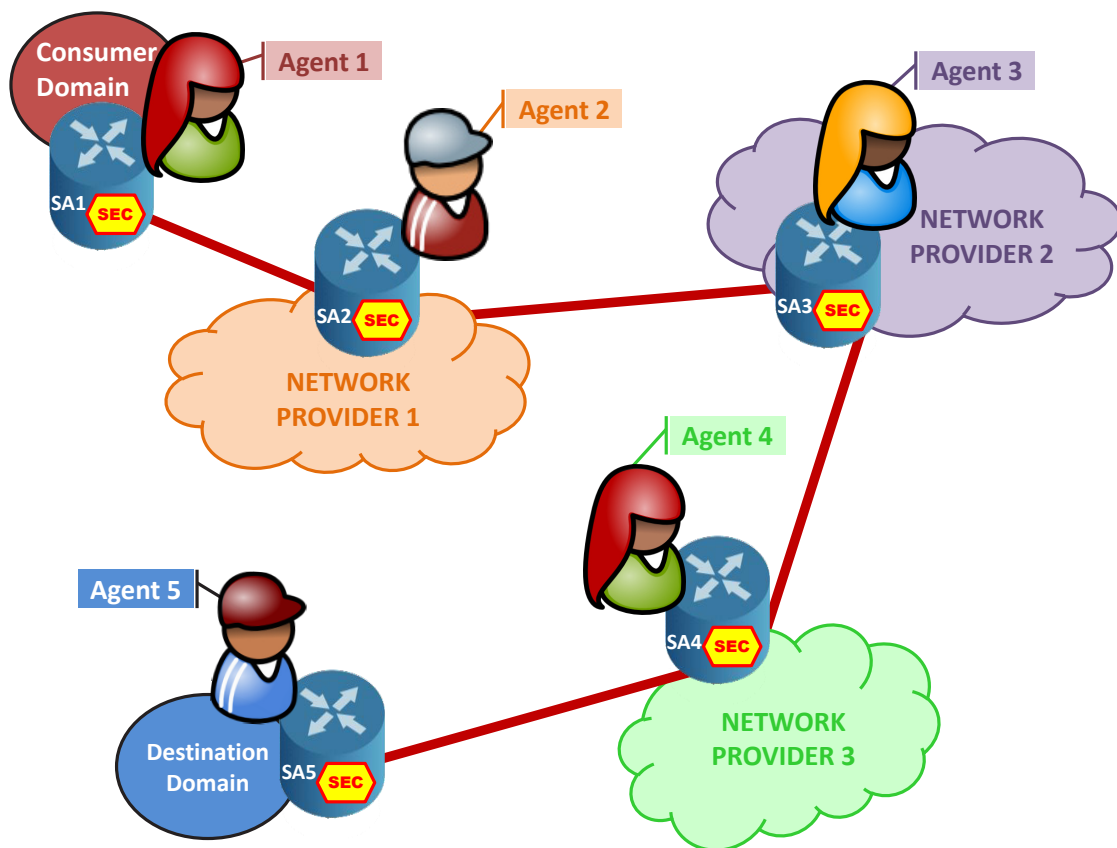 Consumer
Domain
Agent 1
Agent 2
Agent 3
SA1
SEC
NETWORK
PROVIDER 2
SA2
SEC
SA3
SEC
NETWORK
PROVIDER 1
Agent 4
Agent 5
SA4
SEC
NETWORK
PROVIDER 3
Destination
Domain
SA5
SEC